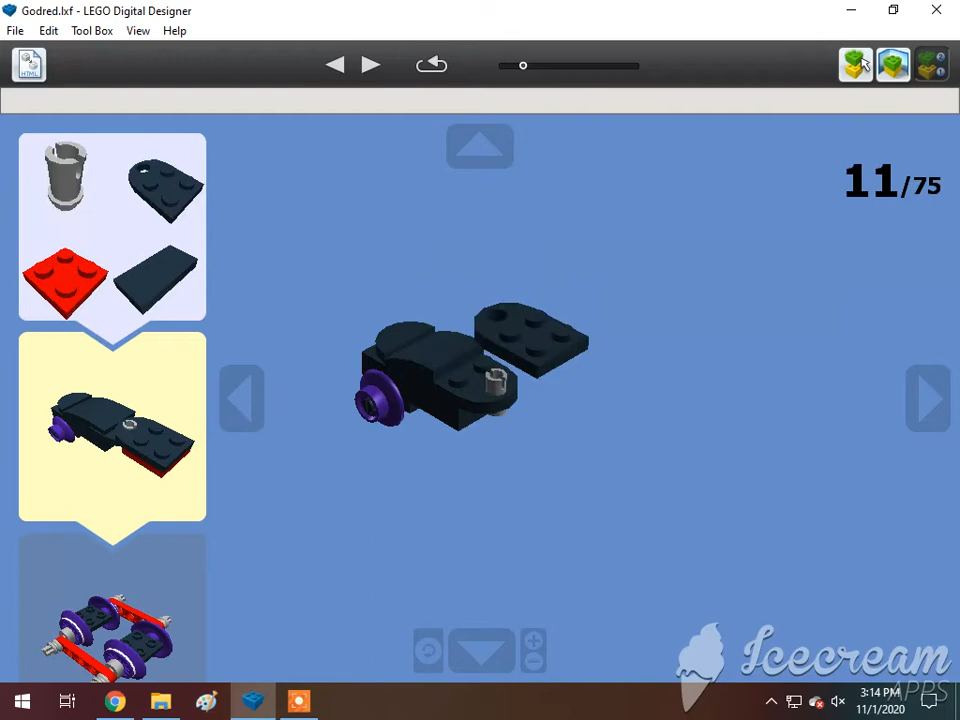 Godred.lxf - LEGO Digital Designer
File Edit Tool Box View Help
HTML
11/75
Icecream
APPS
3:14 PM
11/1/2020